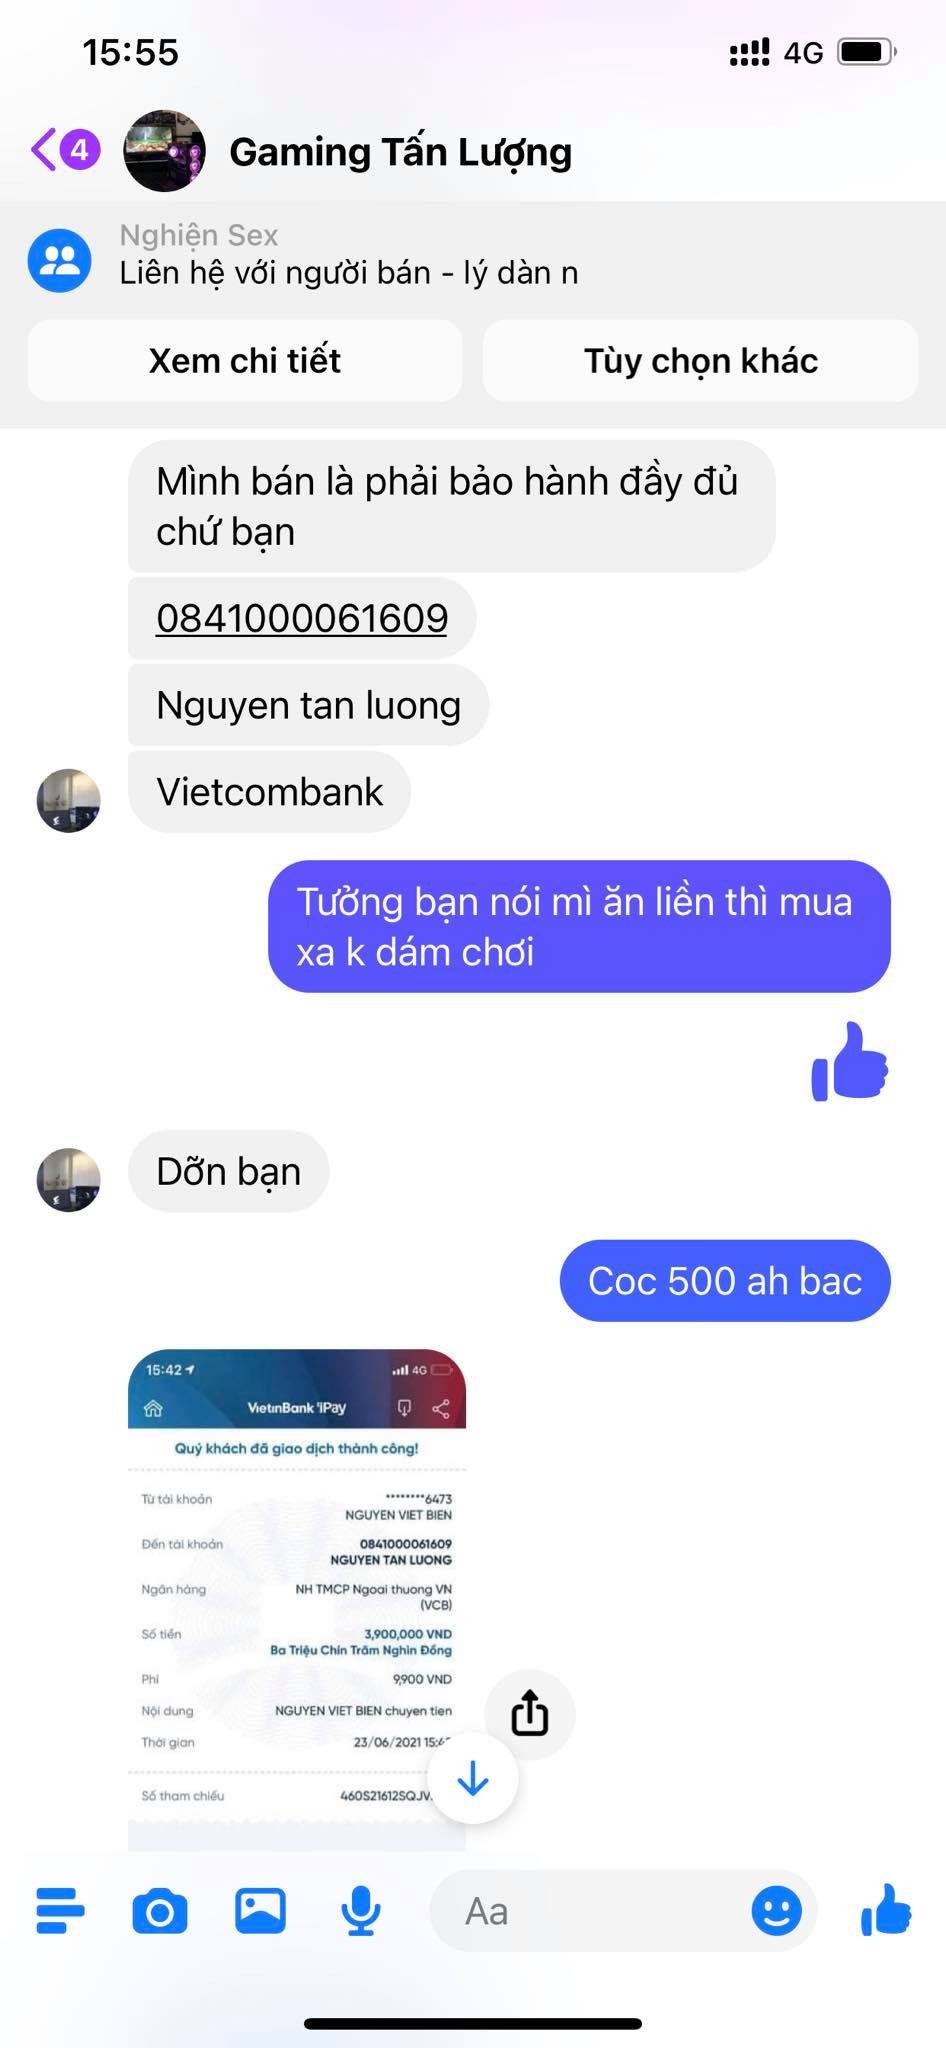 15:55
4G
4
Gaming Tấn Lượng
Nghiện Sex
Liên hệ với người bán - lý dàn n
Xem chi tiết
Tùy chọn khác
Mình bán là phải bảo hành đầy đủ
chứ bạn
0841000061609
Nguyen tan luong
Vietcombank
Tưởng bạn nói mì ăn liền thì mua
xa k dám chơi
Dỡn bạn
Coc 500 ah bac
15:42
4G
VietinBank iPay
Quý khách đã giao dịch thành công!
Từ tài khoản
********6473
NGUYEN VIET BIEN
Đến tài khoản
0841000061609
NGUYEN TAN LUONG
Ngân hàng
NH TMCP Ngoai thuong VN
(VCB)
Số tiền
3,900,000 VND
Ba Triệu Chín Trăm Nghìn Đồng
Phí
9,900 VND
Nội dung
NGUYEN VIET BIEN chuyen tien
Thời gian
23/06/2021
Số tham chiếu
460S21612SQJV
Aa